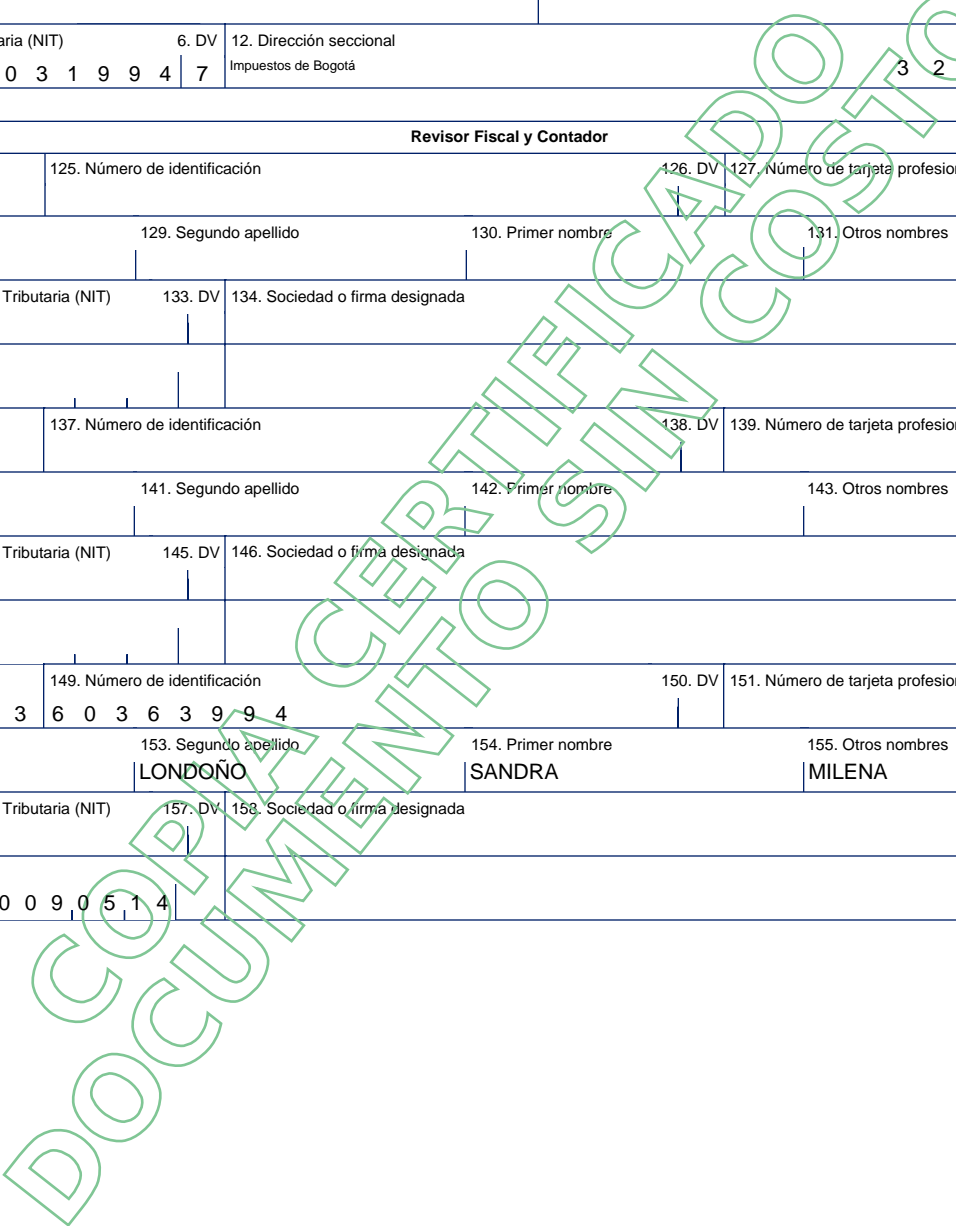 aria (NIT) 6. DV 12. Dirección seccional
0 3 1 9 9 4 7 Impuestos de Bogotá 3 2
Revisor Fiscal y Contador
125. Número de identificación 126. DV 127. Número de tarjeta profesion
129. Segundo apellido 130. Primer nombre 131. Otros nombres
Tributaria (NIT) 133. DV 134. Sociedad o firma designada
137. Número de identificación 138. DV 139. Número de tarjeta profesion
141. Segundo apellido 142. Primer nombre 143. Otros nombres
Tributaria (NIT) 145. DV 146. Sociedad o firma designada
149. Número de identificación 150. DV 151. Número de tarjeta profesion
3 6 0 3 6 3 9 9 4
153. Segundo apellido 154. Primer nombre 155. Otros nombres
LONDOÑO SANDRA MILENA
Tributaria (NIT) 157. DV 158. Sociedad o firma designada
0 0 9 0 5 1 4
COPIA CERTIFICADO
DOCUMENTO SIN COSTO